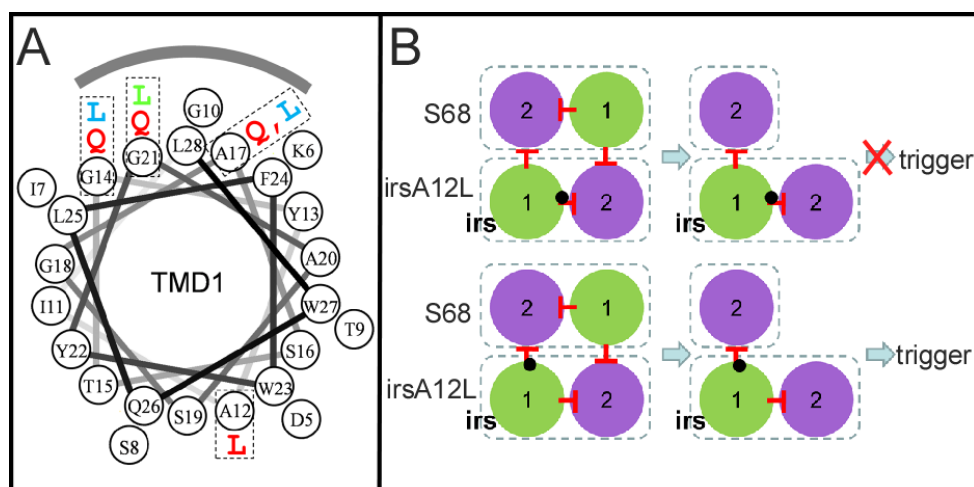 A
L
Q
L
Q
Q, L
G10
L28
A17
K6
G21
G14
F24
I7
L25
Y13
G18
TMD1
A20
I11
W27
T9
Y22
S16
T15
W23
Q26
S19
A12
D5
S8
L
B
S68 2 1 2
irsA12L 1 2 1 2 trigger
irs irs
S68 2 1 2
irsA12L 1 2 1 2 trigger
irs irs